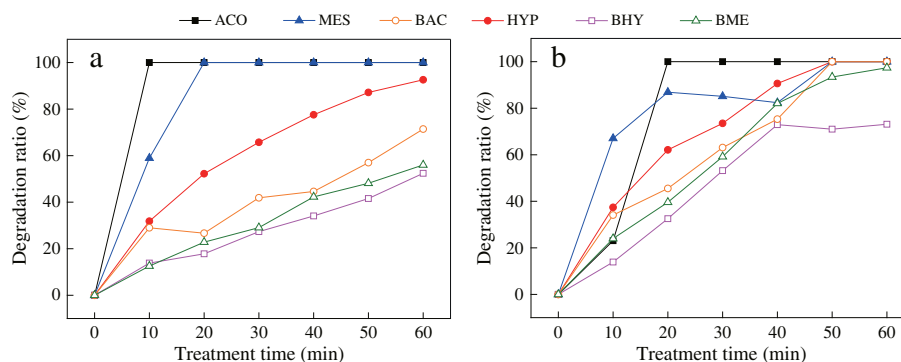 ACO MES BAC HYP BHY BME
a
100
80
60
40
20
0
Degradation ratio (%)
0 10 20 30 40 50 60
Treatment time (min)
b
100
80
60
40
20
0
Degradation ratio (%)
0 10 20 30 40 50 60
Treatment time (min)